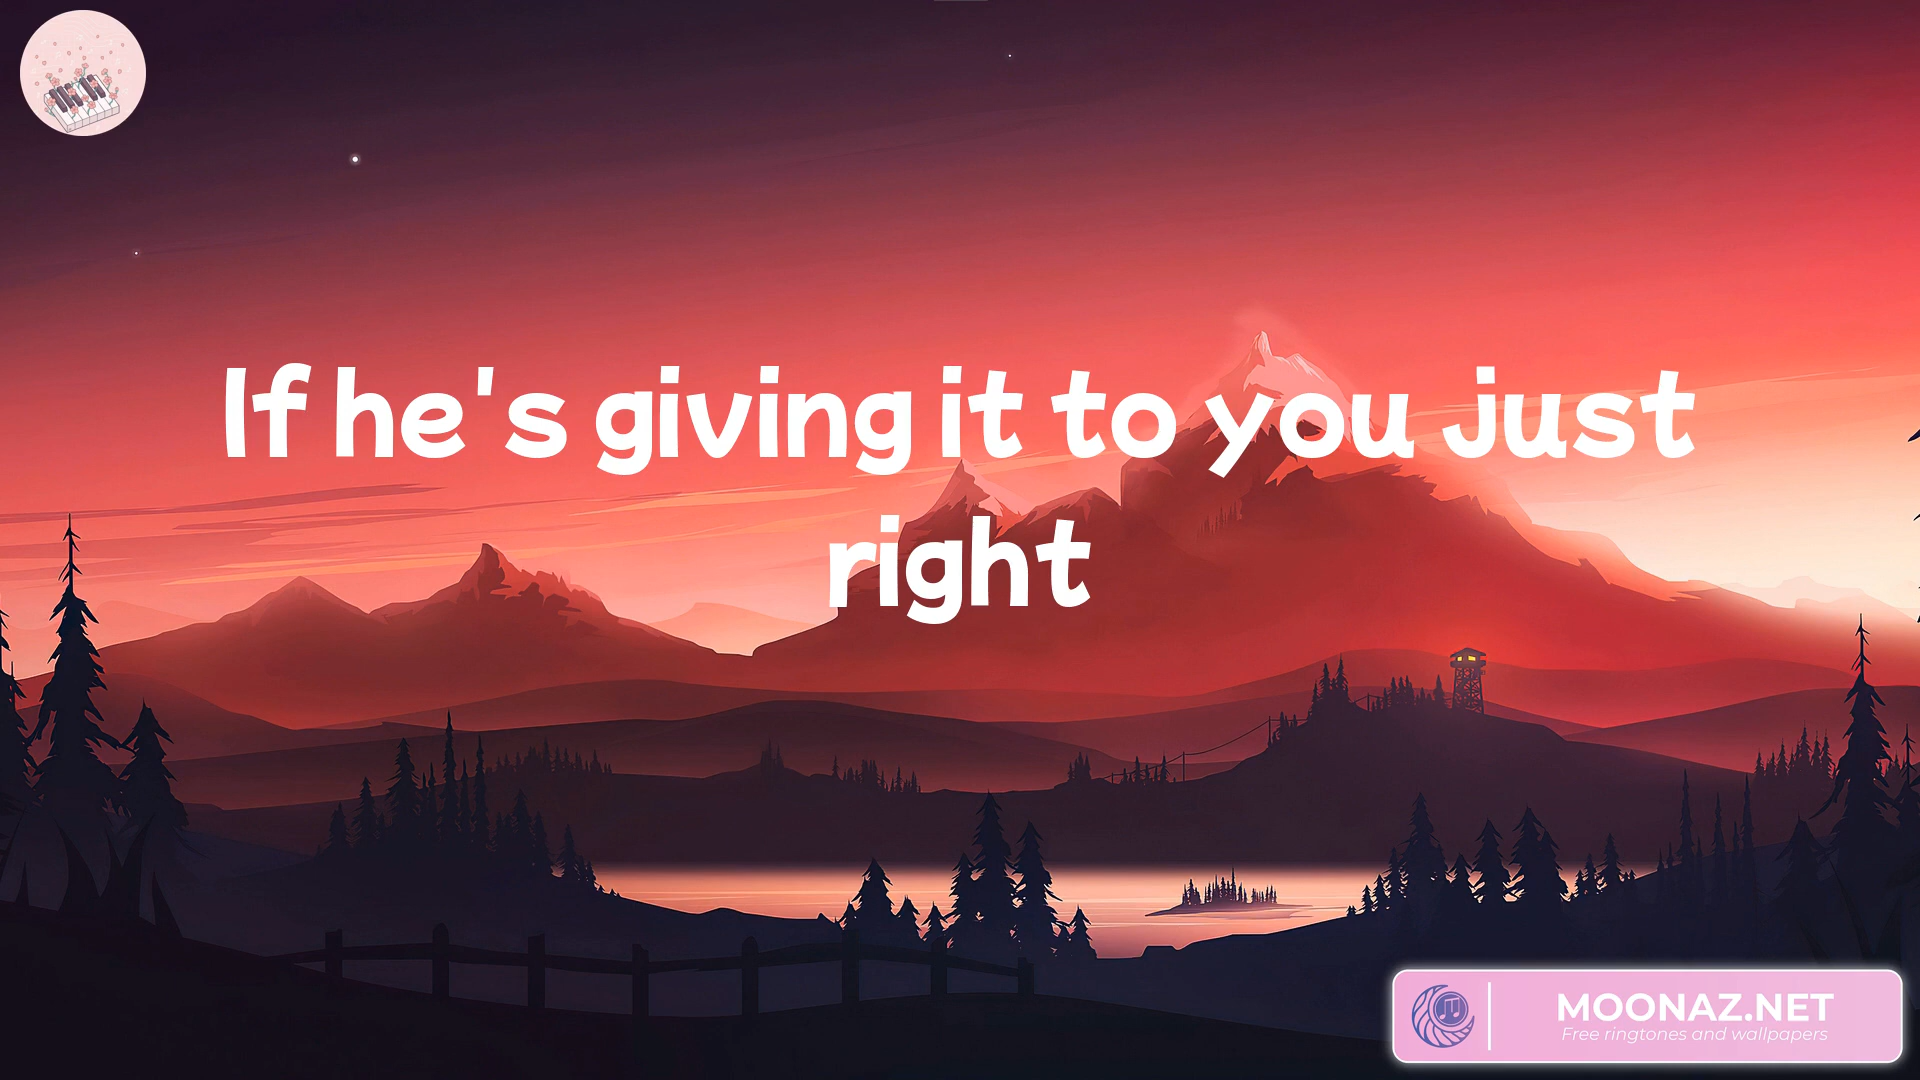 If he's giving it to you just
right
MOONAZ.NET
Free ringtones and wallpapers